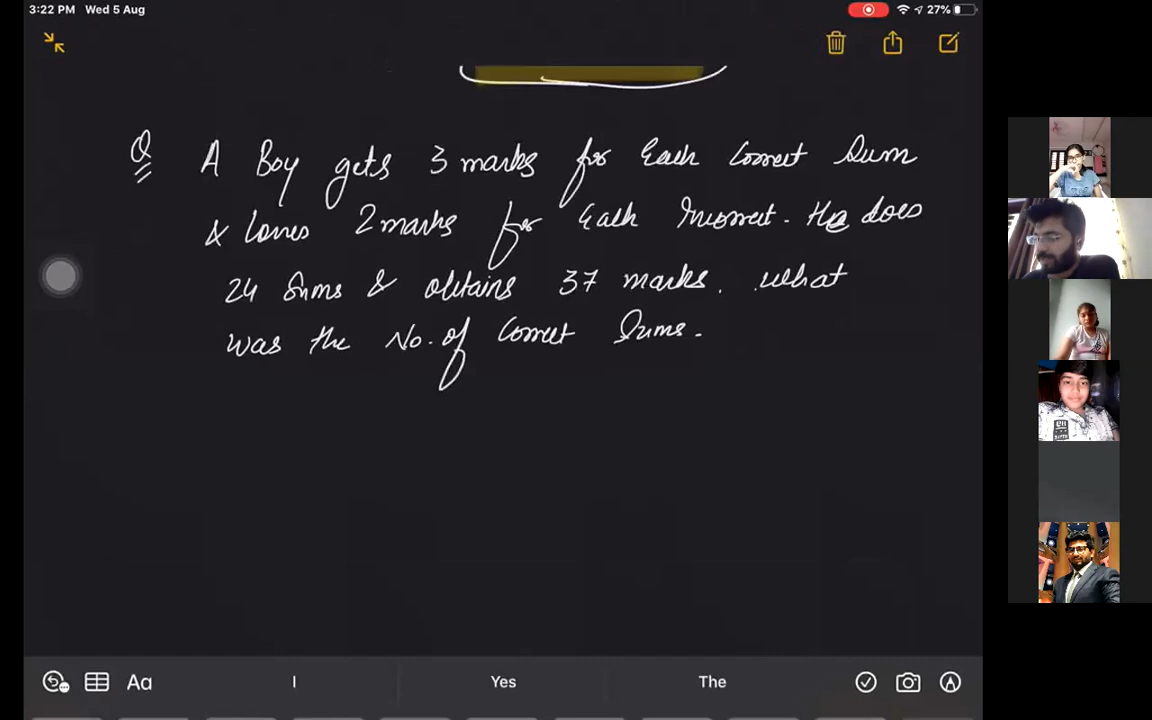 3:22 PM Wed 5 Aug
27%
Q A Boy gets 3 marks for Each Correct Sum
& loses 2 marks for Each Incorrect. He does
24 Sums & obtains 37 marks. what
was the No. of Correct Sums.
Aa
I
Yes
The